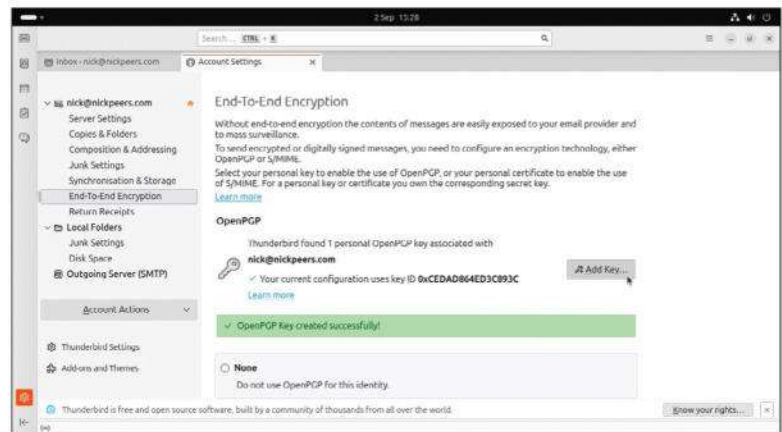 2 Sep 15:28
Search... CTRL + K
Inbox - nick@nickpeers.com
Account Settings
nick@nickpeers.com
Server Settings
Copies & Folders
Composition & Addressing
Junk Settings
Synchronisation & Storage
End-To-End Encryption
Return Receipts
Local Folders
Junk Settings
Disk Space
Outgoing Server (SMTP)
Account Actions
Thunderbird Settings
Add-ons and Themes
End-To-End Encryption
Without end-to-end encryption the contents of messages are easily exposed to your email provider and
to mass surveillance.
To send encrypted or digitally signed messages, you need to configure an encryption technology, either
OpenPGP or S/MIME.
Select your personal key to enable the use of OpenPGP, or your personal certificate to enable the use
of S/MIME. For a personal key or certificate you own the corresponding secret key.
Learn more
OpenPGP
Thunderbird found 1 personal OpenPGP key associated with
nick@nickpeers.com
Your current configuration uses key ID 0xCEDAD864ED3C893C
Learn more
Add Key...
OpenPGP Key created successfully!
None
Do not use OpenPGP for this identity.
Thunderbird is free and open source software, built by a community of thousands from all over the world.
Know your rights...